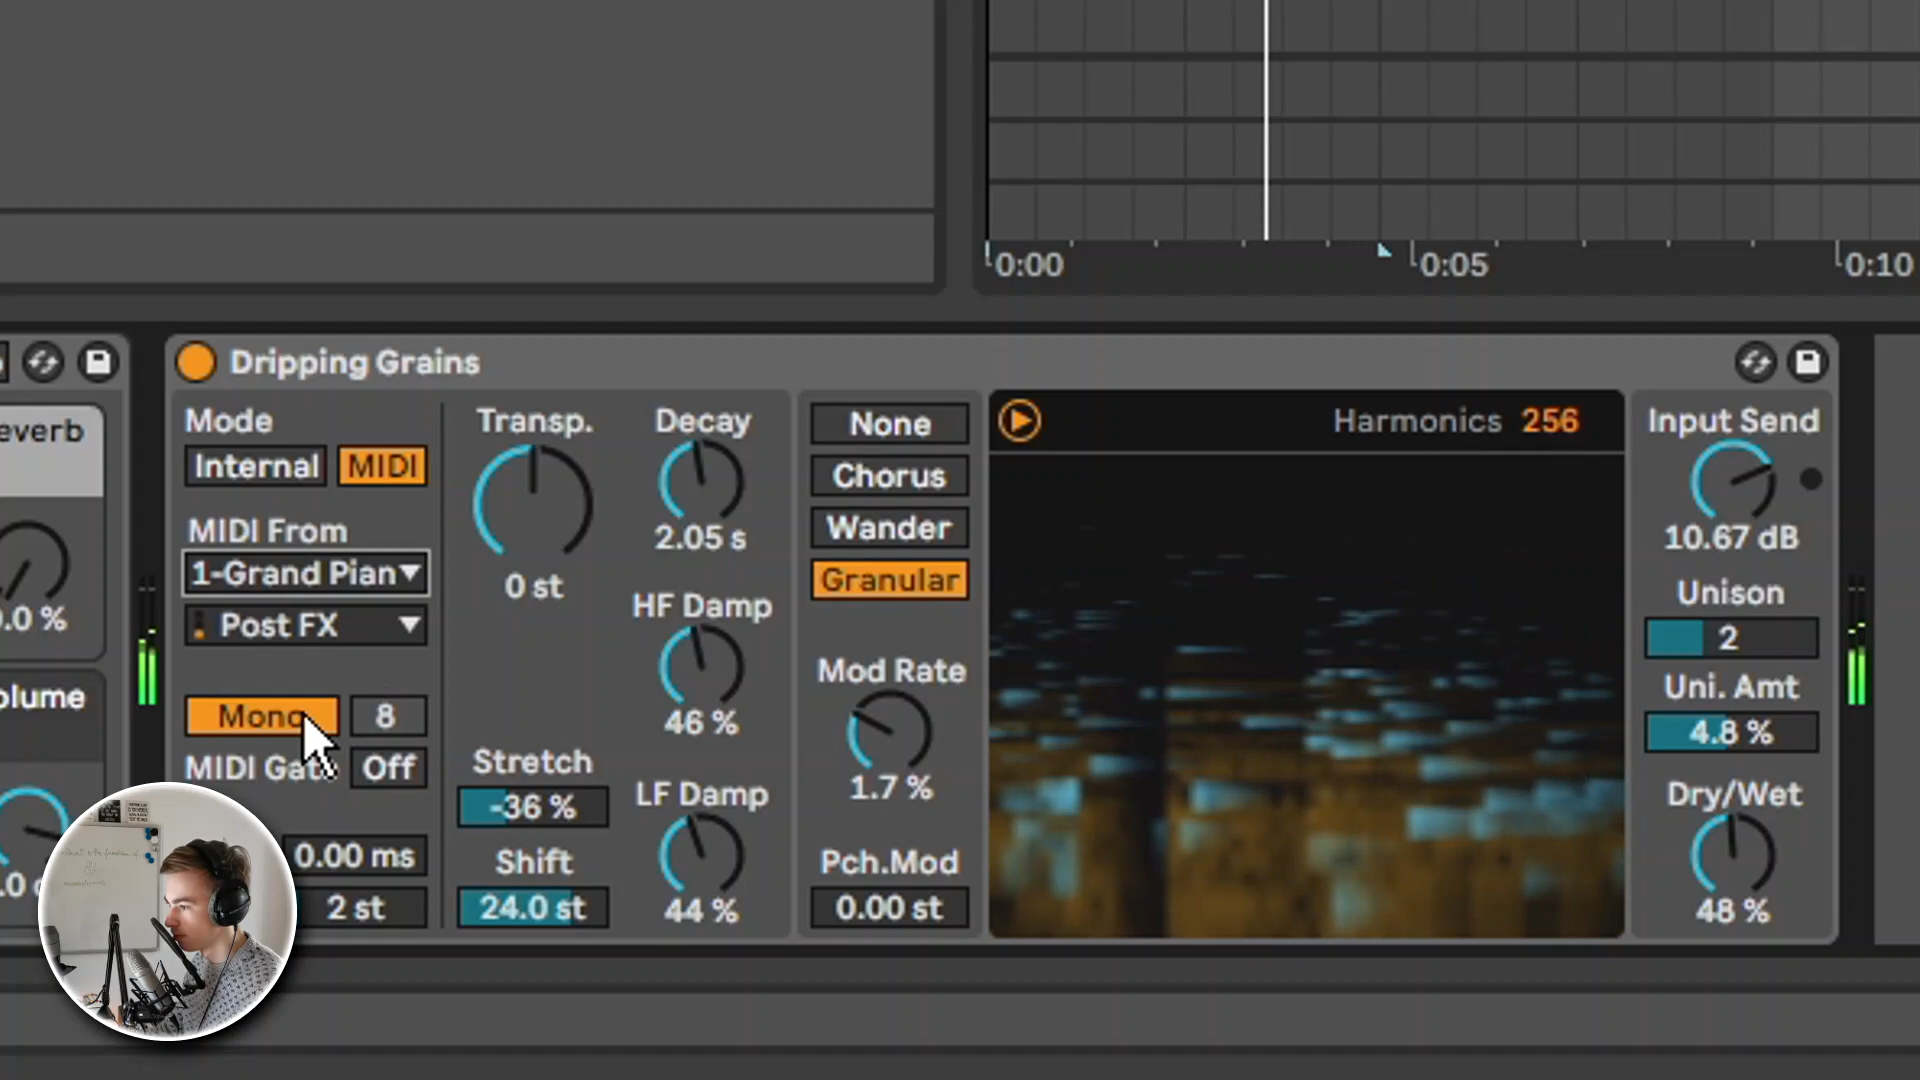 0:00
0:05
0:10
Dripping Grains
everb
.0 %
olume
.0
Mode
Internal
MIDI
MIDI From
1-Grand Pian
Post FX
Mono
8
MIDI Gate
Off
0.00 ms
2 st
Transp.
0 st
Stretch
-36 %
Shift
24.0 st
Decay
2.05 s
HF Damp
46 %
LF Damp
44 %
None
Chorus
Wander
Granular
Mod Rate
1.7 %
Pch.Mod
0.00 st
Harmonics 256
Input Send
10.67 dB
Unison
2
Uni. Amt
4.8 %
Dry/Wet
48 %